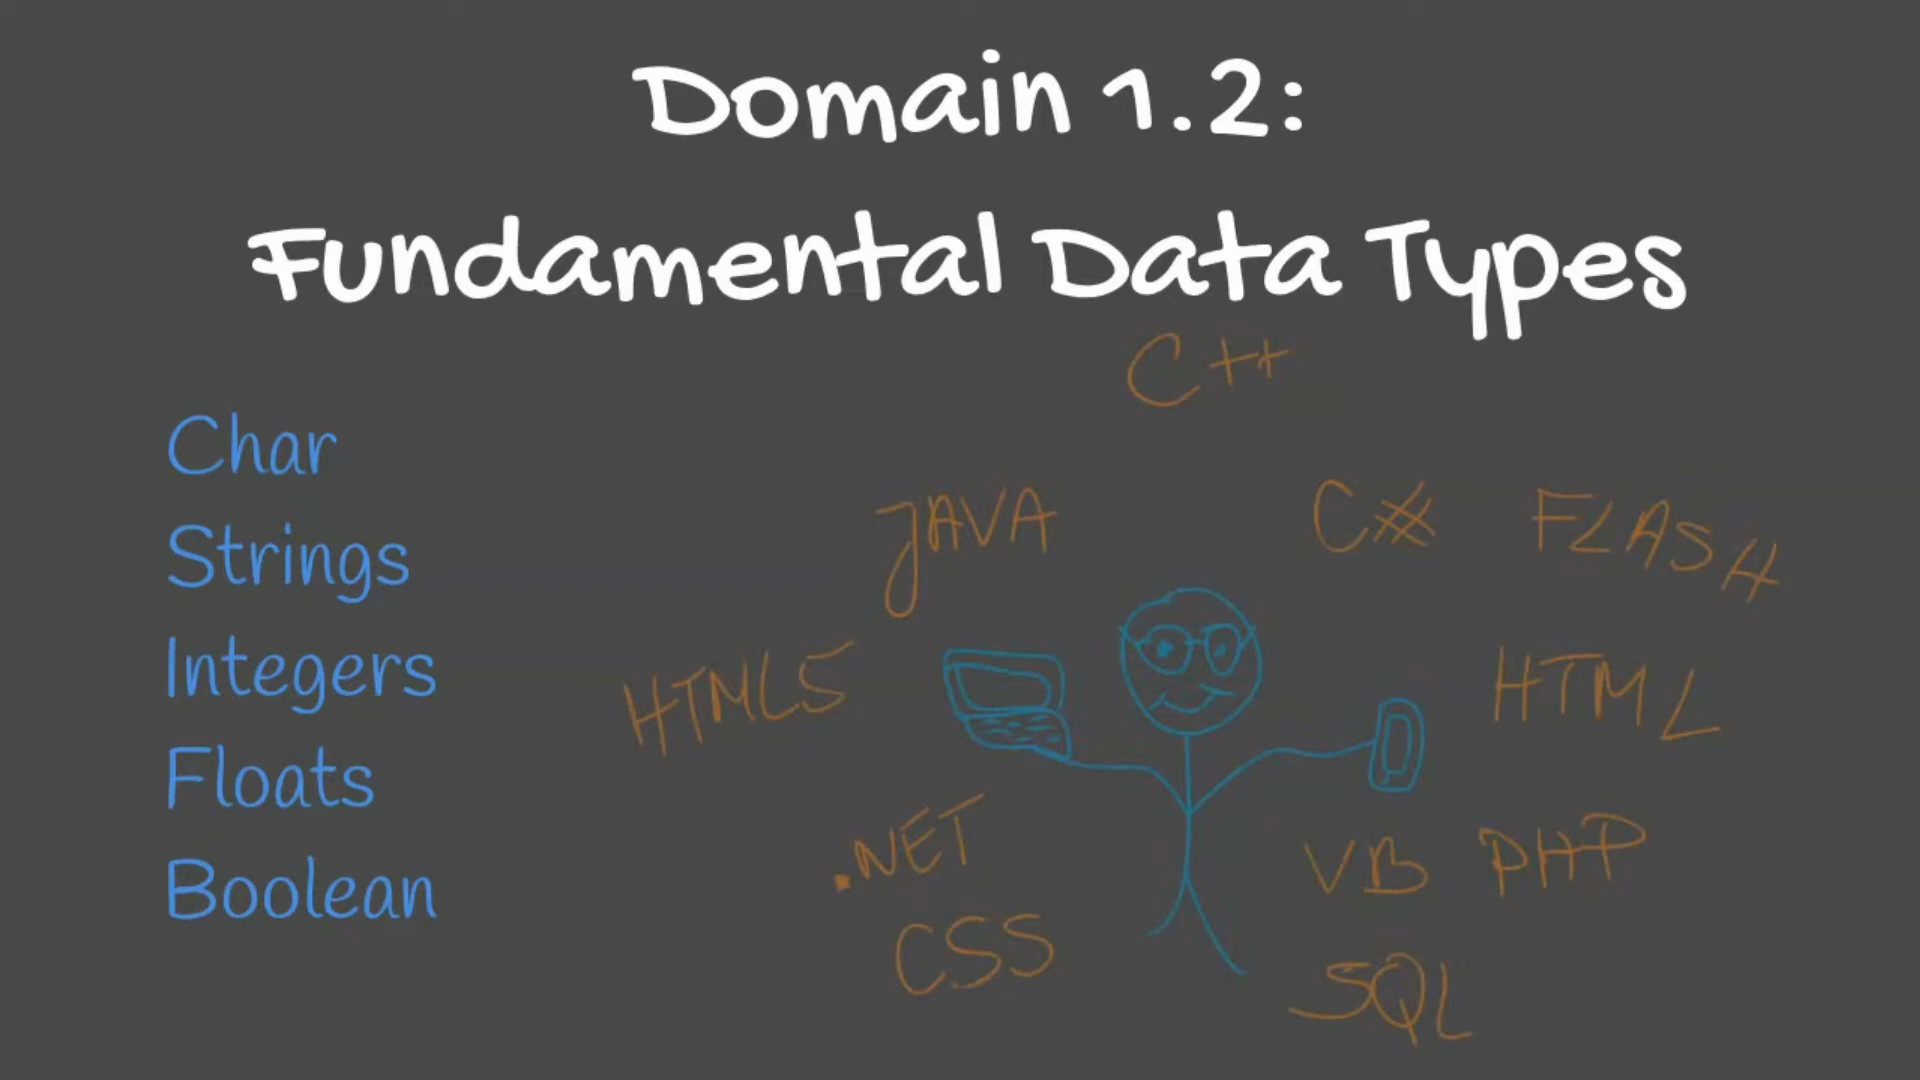 Domain 1.2:
Fundamental Data Types
Char
Strings
Integers
Floats
Boolean
C++
JAVA
C#
FLASH
HTML5
HTML
.NET
VB
PHP
CSS
SQL